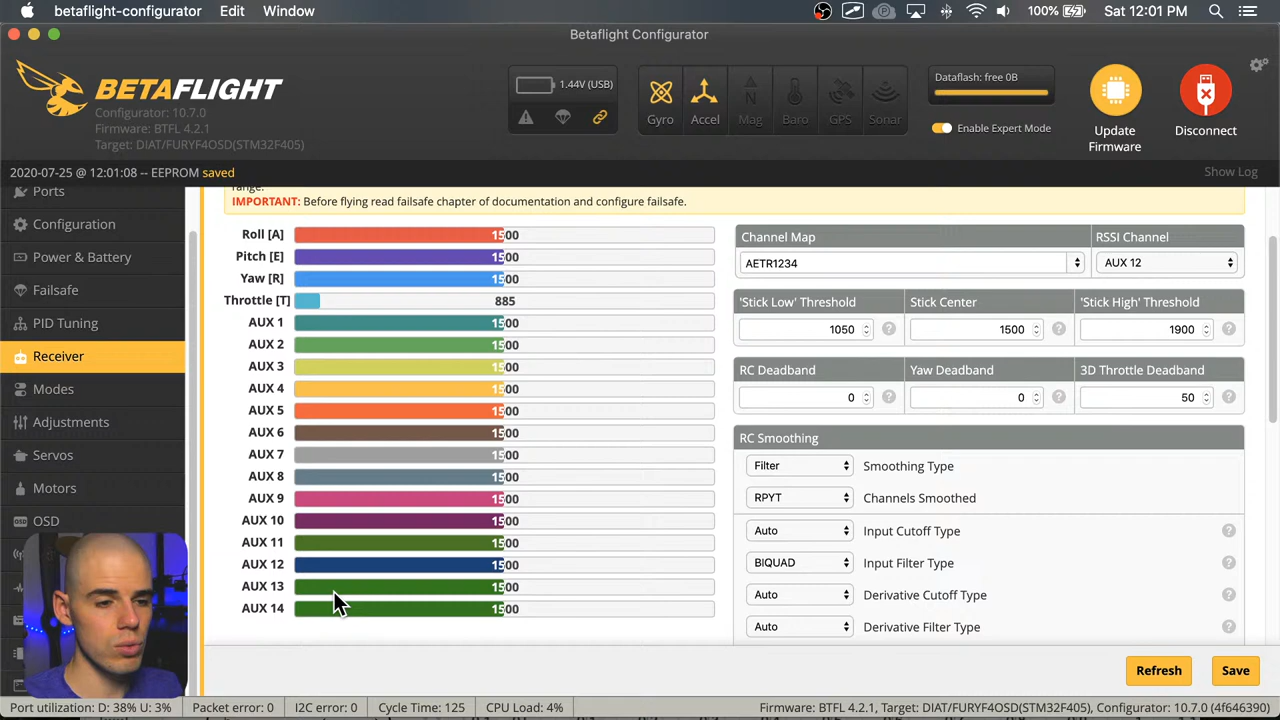 betaflight-configurator Edit Window 100% Sat 12:01 PM
Betaflight Configurator
BETAFLIGHT
Configurator: 10.7.0
Firmware: BTFL 4.2.1
Target: DIAT/FURYF4OSD(STM32F405)
1.44V (USB)
Gyro Accel Mag Baro GPS Sonar
Dataflash: free 0B
Enable Expert Mode
Update Firmware
Disconnect
2020-07-25 @ 12:01:08 -- EEPROM saved
Show Log
Ports
Configuration
Power & Battery
Failsafe
PID Tuning
Receiver
Modes
Adjustments
Servos
Motors
OSD
range.
IMPORTANT: Before flying read failsafe chapter of documentation and configure failsafe.
Roll [A] 1500
Pitch [E] 1500
Yaw [R] 1500
Throttle [T] 885
AUX 1 1500
AUX 2 1500
AUX 3 1500
AUX 4 1500
AUX 5 1500
AUX 6 1500
AUX 7 1500
AUX 8 1500
AUX 9 1500
AUX 10 1500
AUX 11 1500
AUX 12 1500
AUX 13 1500
AUX 14 1500
Channel Map RSSI Channel
AETR1234 AUX 12
'Stick Low' Threshold Stick Center 'Stick High' Threshold
1050 ? 1500 ? 1900 ?
RC Deadband Yaw Deadband 3D Throttle Deadband
0 ? 0 ? 50 ?
RC Smoothing
Filter Smoothing Type
RPYT Channels Smoothed
Auto Input Cutoff Type ?
BIQUAD Input Filter Type ?
Auto Derivative Cutoff Type ?
Auto Derivative Filter Type ?
Refresh Save
Port utilization: D: 38% U: 3% Packet error: 0 I2C error: 0 Cycle Time: 125 CPU Load: 4% Firmware: BTFL 4.2.1, Target: DIAT/FURYF4OSD(STM32F405), Configurator: 10.7.0 (4f646390)